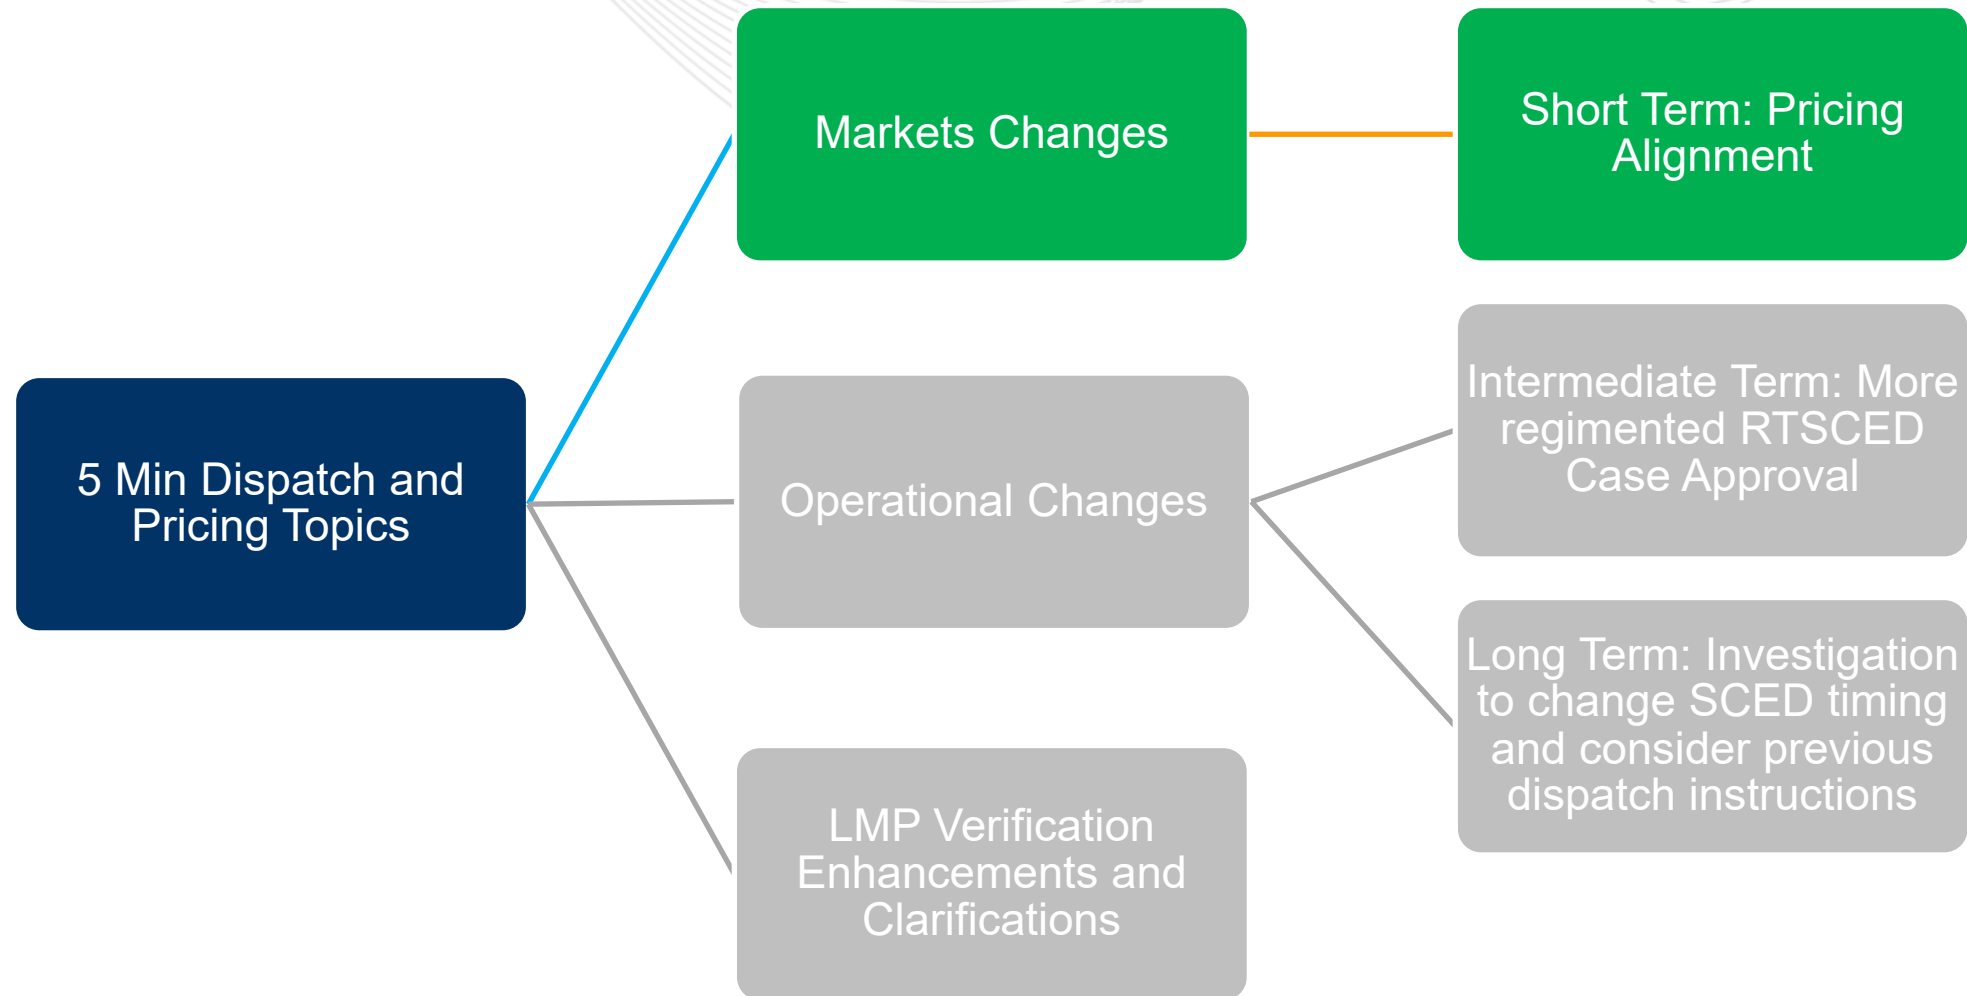 5 Min Dispatch and
Pricing Topics
Markets Changes
Short Term: Pricing
Alignment
Operational Changes
Intermediate Term: More
regimented RTSCED
Case Approval
Long Term: Investigation
to change SCED timing
and consider previous
dispatch instructions
LMP Verification
Enhancements and
Clarifications